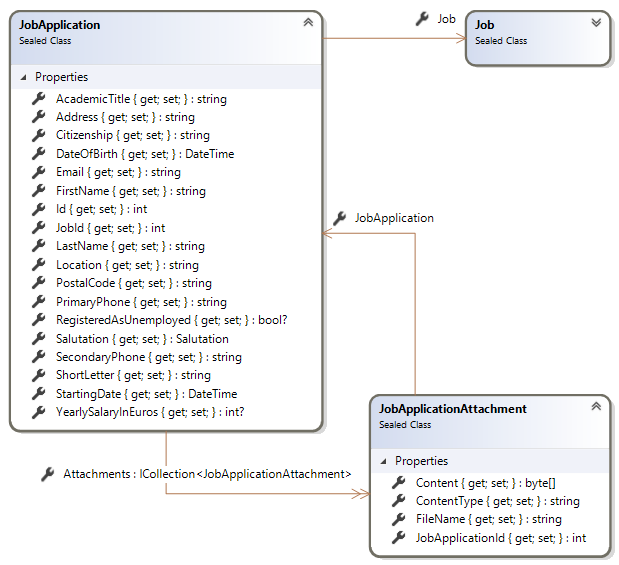 JobApplication
Sealed Class
Properties
AcademicTitle { get; set; } : string
Address { get; set; } : string
Citizenship { get; set; } : string
DateOfBirth { get; set; } : DateTime
Email { get; set; } : string
FirstName { get; set; } : string
Id { get; set; } : int
JobId { get; set; } : int
LastName { get; set; } : string
Location { get; set; } : string
PostalCode { get; set; } : string
PrimaryPhone { get; set; } : string
RegisteredAsUnemployed { get; set; } : bool?
Salutation { get; set; } : Salutation
SecondaryPhone { get; set; } : string
ShortLetter { get; set; } : string
StartingDate { get; set; } : DateTime
YearlySalaryInEuros { get; set; } : int?
Job
Job
Sealed Class
JobApplication
Attachments : ICollection<JobApplicationAttachment>
JobApplicationAttachment
Sealed Class
Properties
Content { get; set; } : byte[]
ContentType { get; set; } : string
FileName { get; set; } : string
JobApplicationId { get; set; } : int